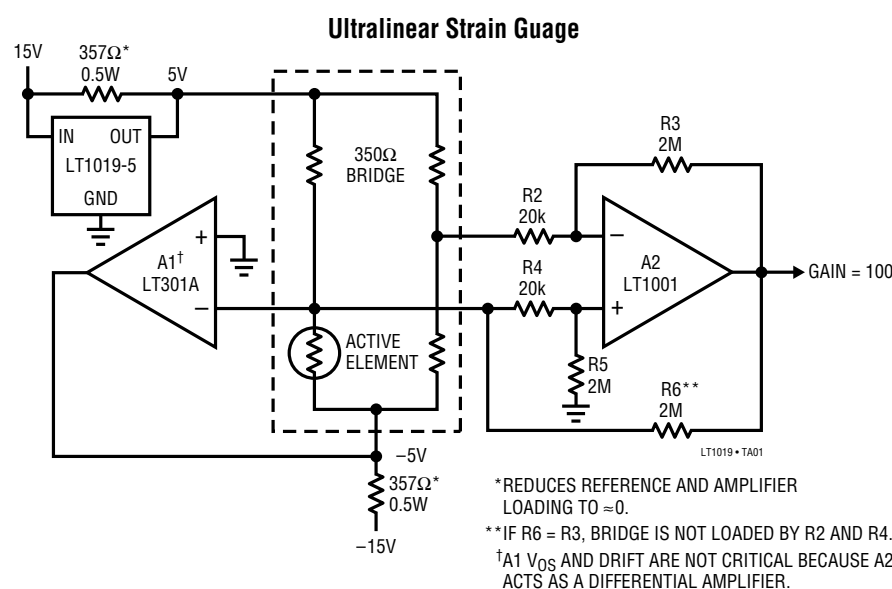 Ultralinear Strain Guage
15V
357Ω*
0.5W
5V
IN OUT
LT1019-5
GND
350Ω
BRIDGE
R3
2M
R2
20k
+
A1†
LT301A
–
R4
20k
–
A2
LT1001
+
GAIN = 100
ACTIVE
ELEMENT
R5
2M
R6**
2M
LT1019 • TA01
–5V
357Ω*
0.5W
–15V
*REDUCES REFERENCE AND AMPLIFIER
LOADING TO ≈0.
**IF R6 = R3, BRIDGE IS NOT LOADED BY R2 AND R4.
†A1 VOS AND DRIFT ARE NOT CRITICAL BECAUSE A2
ACTS AS A DIFFERENTIAL AMPLIFIER.